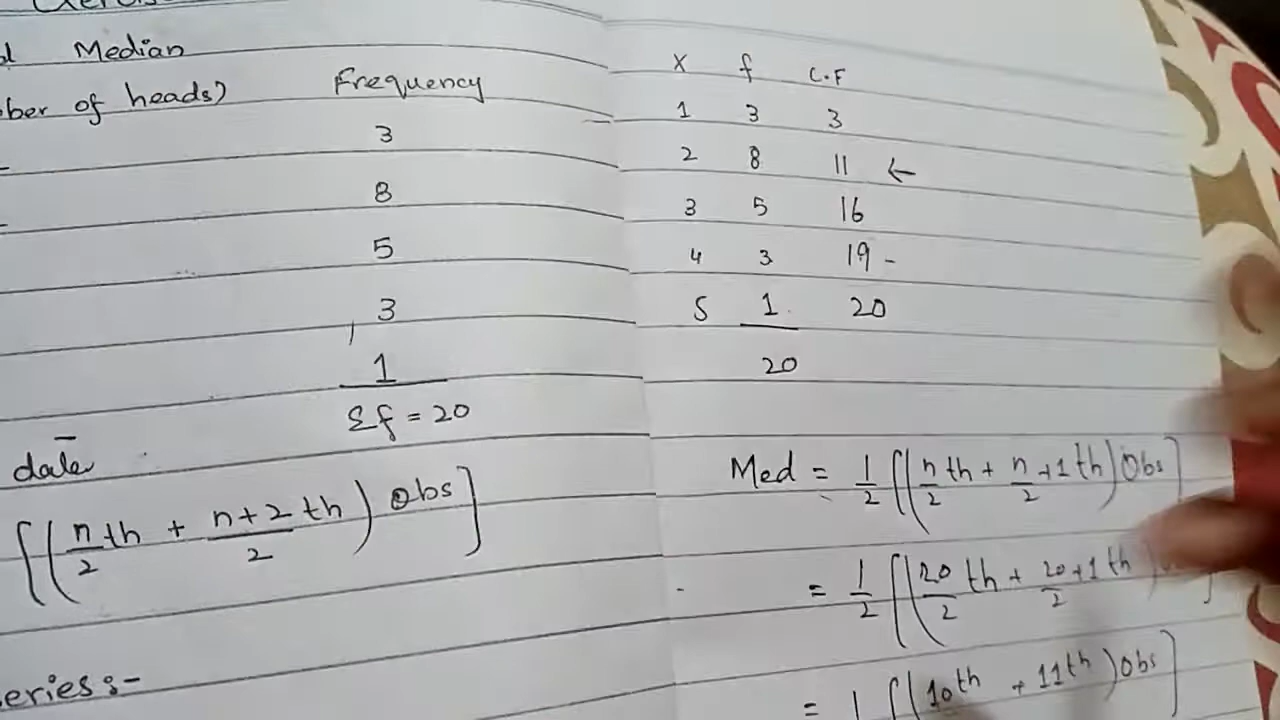 Median
ber of heads) Frequency
3
8
5
3
1
Σf = 20
date
[(n/2 th + n+2/2 th) Obs]
eries:-
X f C.F
1 3 3
2 8 11 ←
3 5 16
4 3 19 -
5 1 20
20
Med = 1/2 [(n/2 th + n/2 +1 th) Obs]
= 1/2 [(20/2 th + 20/2 +1 th)
= 1 [(10th + 11th) Obs]